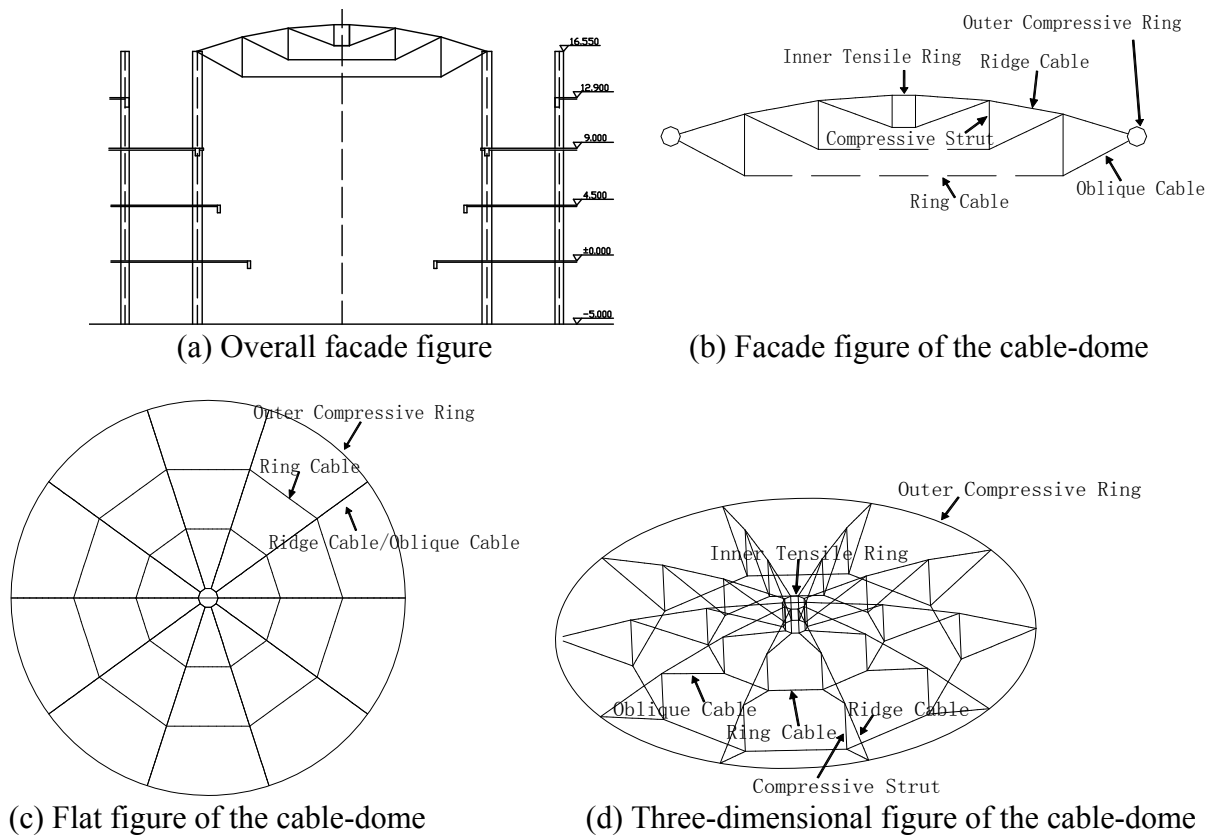 16.550
12.900
9.000
4.500
±0.000
-5.000
(a) Overall facade figure
Outer Compressive Ring
Inner Tensile Ring
Ridge Cable
Compressive Strut
Oblique Cable
Ring Cable
(b) Facade figure of the cable-dome
Outer Compressive Ring
Ring Cable
Ridge Cable/Oblique Cable
(c) Flat figure of the cable-dome
Outer Compressive Ring
Inner Tensile Ring
Oblique Cable
Ridge Cable
Ring Cable
Compressive Strut
(d) Three-dimensional figure of the cable-dome